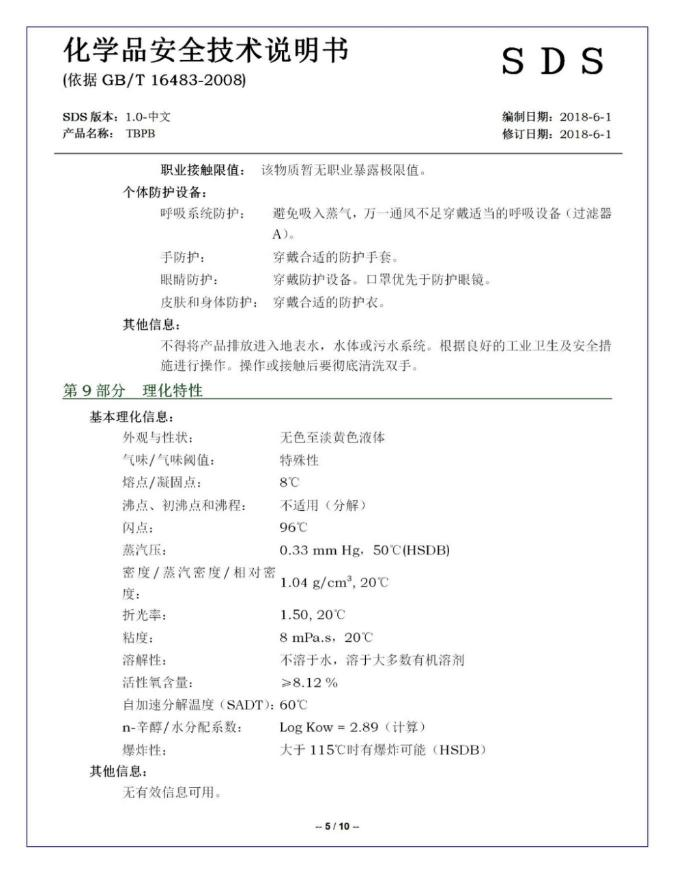 化学品安全技术说明书
SDS
(依据 GB/T 16483-2008)
SDS 版本：1.0-中文
编制日期：2018-6-1
产品名称： TBPB
修订日期：2018-6-1
职业接触限值： 该物质暂无职业暴露极限值。
个体防护设备：
呼吸系统防护： 避免吸入蒸气，万一通风不足穿戴适当的呼吸设备（过滤器
A）。
手防护： 穿戴合适的防护手套。
眼睛防护： 穿戴防护设备。口罩优先于防护眼镜。
皮肤和身体防护： 穿戴合适的防护衣。
其他信息：
不得将产品排放进入地表水，水体或污水系统。根据良好的工业卫生及安全措
施进行操作。操作或接触后要彻底清洗双手。
第 9 部分 理化特性
基本理化信息：
外观与性状： 无色至淡黄色液体
气味/气味阈值： 特殊性
熔点/凝固点： 8℃
沸点、初沸点和沸程： 不适用（分解）
闪点： 96℃
蒸汽压： 0.33 mm Hg，50℃(HSDB)
密度/蒸汽密度/相对密
度： 1.04 g/cm³, 20℃
折光率： 1.50, 20℃
粘度： 8 mPa.s，20℃
溶解性： 不溶于水，溶于大多数有机溶剂
活性氧含量： ≥8.12 %
自加速分解温度（SADT）：60℃
n-辛醇/水分配系数： Log Kow = 2.89（计算）
爆炸性： 大于 115℃时有爆炸可能（HSDB）
其他信息：
无有效信息可用。
-- 5 / 10 --